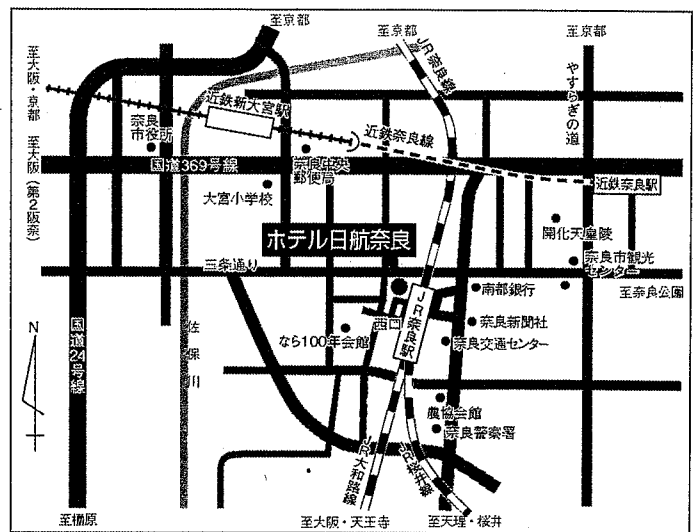 至京都
至京都
至京都
至大阪・京都
至大阪(第2阪奈)
JR奈良線
やすらぎの道
近鉄新大宮駅
奈良
市役所
近鉄奈良線
国道369号線
奈良中央
郵便局
近鉄奈良駅
大宮小学校
開化天皇陵
ホテル日航奈良
奈良市観光
センター
三条通り
南都銀行
至奈良公園
N
国道24号線
佐保川
西口
JR奈良駅
なら100年会館
奈良新聞社
奈良交通センター
農協会館
奈良警察署
JR大和路線
JR桜井線
至橿原
至大阪・天王寺
至天理・桜井